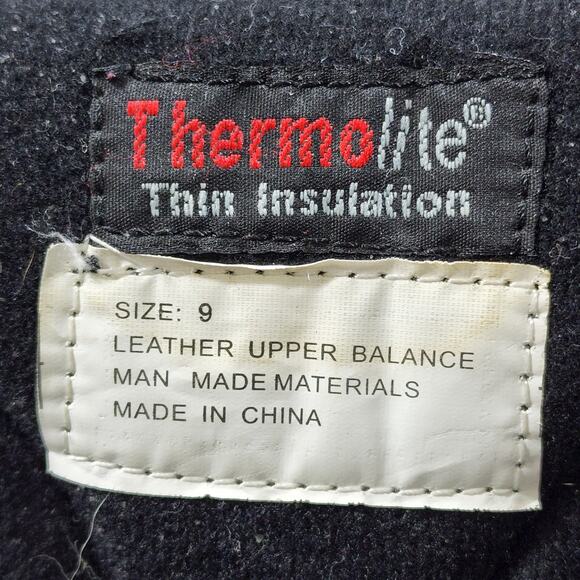 Thermolite®
Thin Insulation
SIZE: 9
LEATHER UPPER BALANCE
MAN MADE MATERIALS
MADE IN CHINA